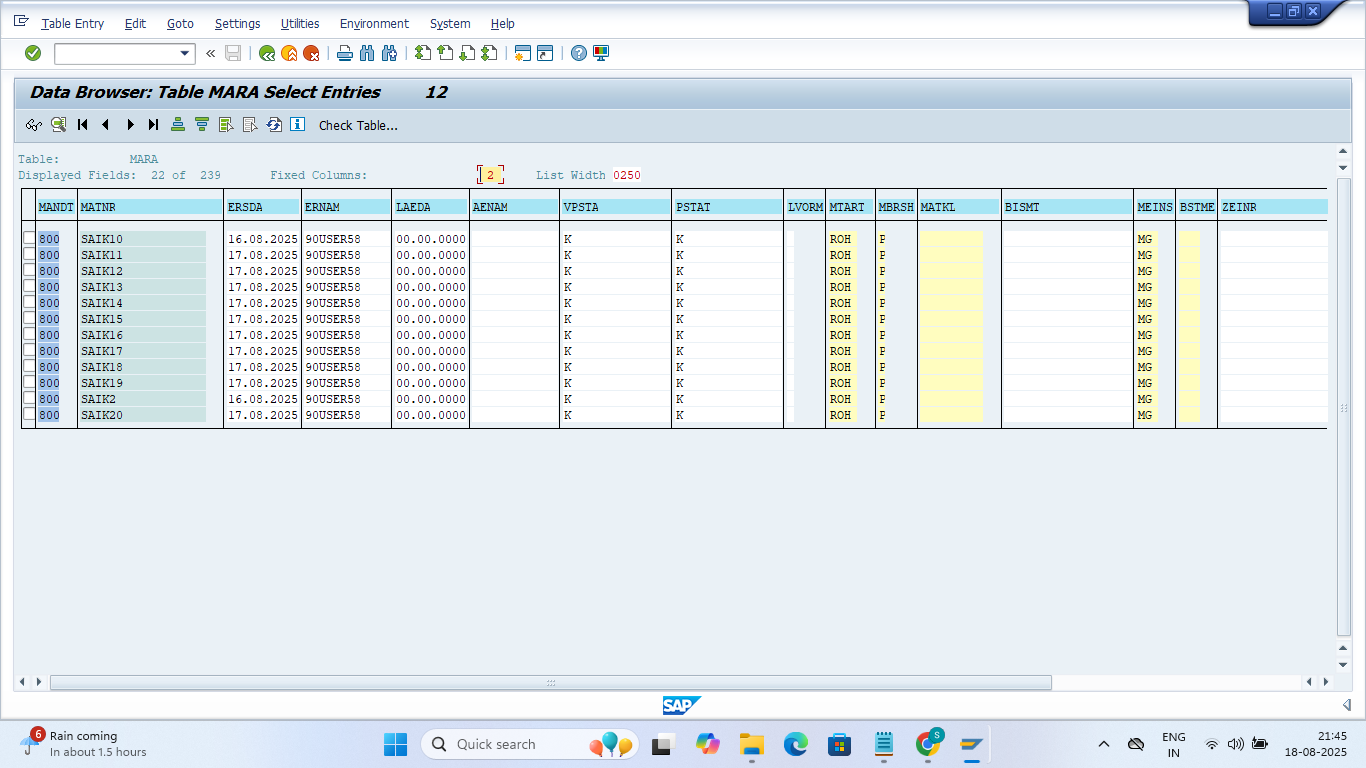 Table Entry Edit Goto Settings Utilities Environment System Help
Data Browser: Table MARA Select Entries 12
Check Table...
Table: MARA
Displayed Fields: 22 of 239 Fixed Columns: 2 List Width 0250
MANDT MATNR ERSDA ERNAM LAEDA AENAM VPSTA PSTAT LVORM MTART MBRSH MATKL BISMT MEINS BSTME ZEINR
800 SAIK10 16.08.2025 90USER58 00.00.0000 K K ROH P MG
800 SAIK11 17.08.2025 90USER58 00.00.0000 K K ROH P MG
800 SAIK12 17.08.2025 90USER58 00.00.0000 K K ROH P MG
800 SAIK13 17.08.2025 90USER58 00.00.0000 K K ROH P MG
800 SAIK14 17.08.2025 90USER58 00.00.0000 K K ROH P MG
800 SAIK15 17.08.2025 90USER58 00.00.0000 K K ROH P MG
800 SAIK16 17.08.2025 90USER58 00.00.0000 K K ROH P MG
800 SAIK17 17.08.2025 90USER58 00.00.0000 K K ROH P MG
800 SAIK18 17.08.2025 90USER58 00.00.0000 K K ROH P MG
800 SAIK19 17.08.2025 90USER58 00.00.0000 K K ROH P MG
800 SAIK2 16.08.2025 90USER58 00.00.0000 K K ROH P MG
800 SAIK20 17.08.2025 90USER58 00.00.0000 K K ROH P MG
SAP
6 Rain coming
In about 1.5 hours
Quick search
S
ENG
IN
21:45
18-08-2025